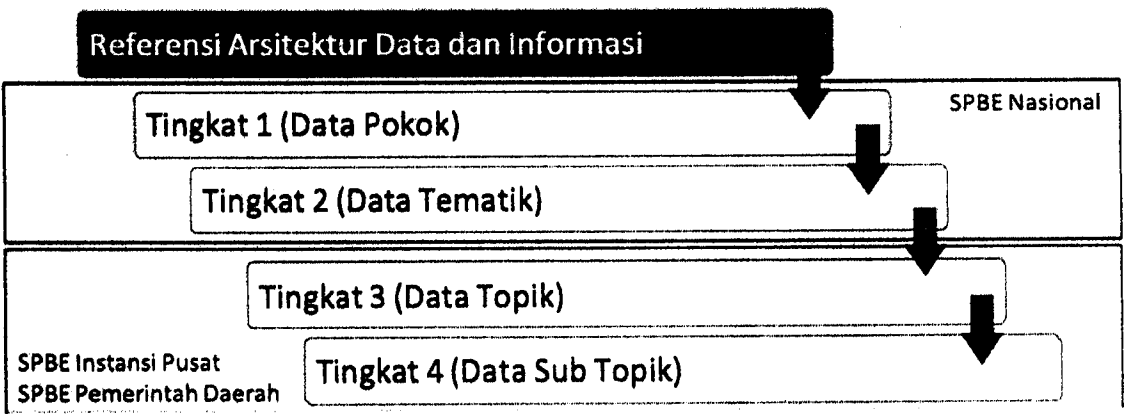 Referensi Arsitektur Data dan Informasi
SPBE Nasional
Tingkat 1 (Data Pokok)
Tingkat 2 (Data Tematik)
Tingkat 3 (Data Topik)
SPBE Instansi Pusat
SPBE Pemerintah Daerah
Tingkat 4 (Data Sub Topik)